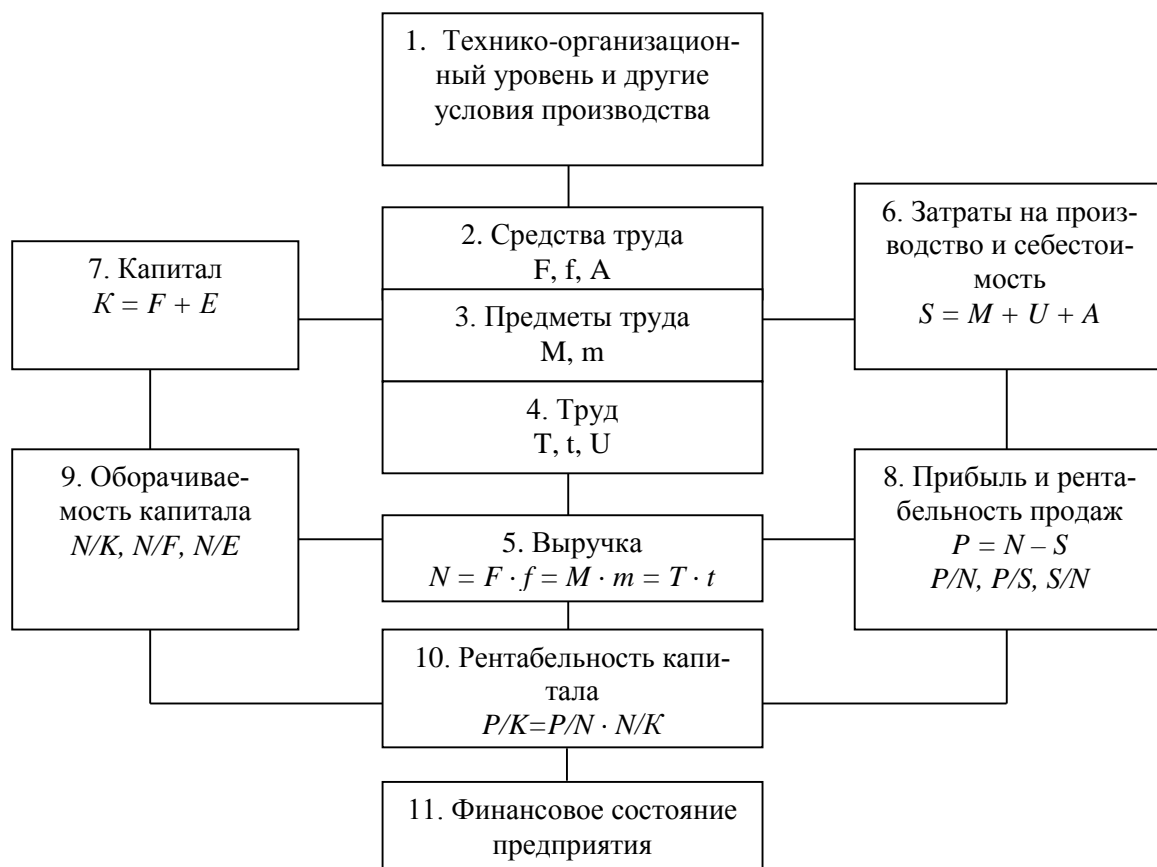 1. Технико-организацион-
ный уровень и другие
условия производства
2. Средства труда
F, f, A
6. Затраты на произ-
водство и себестои-
мость
S = M + U + A
7. Капитал
K = F + E
3. Предметы труда
M, m
4. Труд
T, t, U
9. Оборачивае-
мость капитала
N/K, N/F, N/E
8. Прибыль и рента-
бельность продаж
P = N – S
P/N, P/S, S/N
5. Выручка
N = F · f = M · m = T · t
10. Рентабельность капи-
тала
P/K=P/N · N/K
11. Финансовое состояние
предприятия